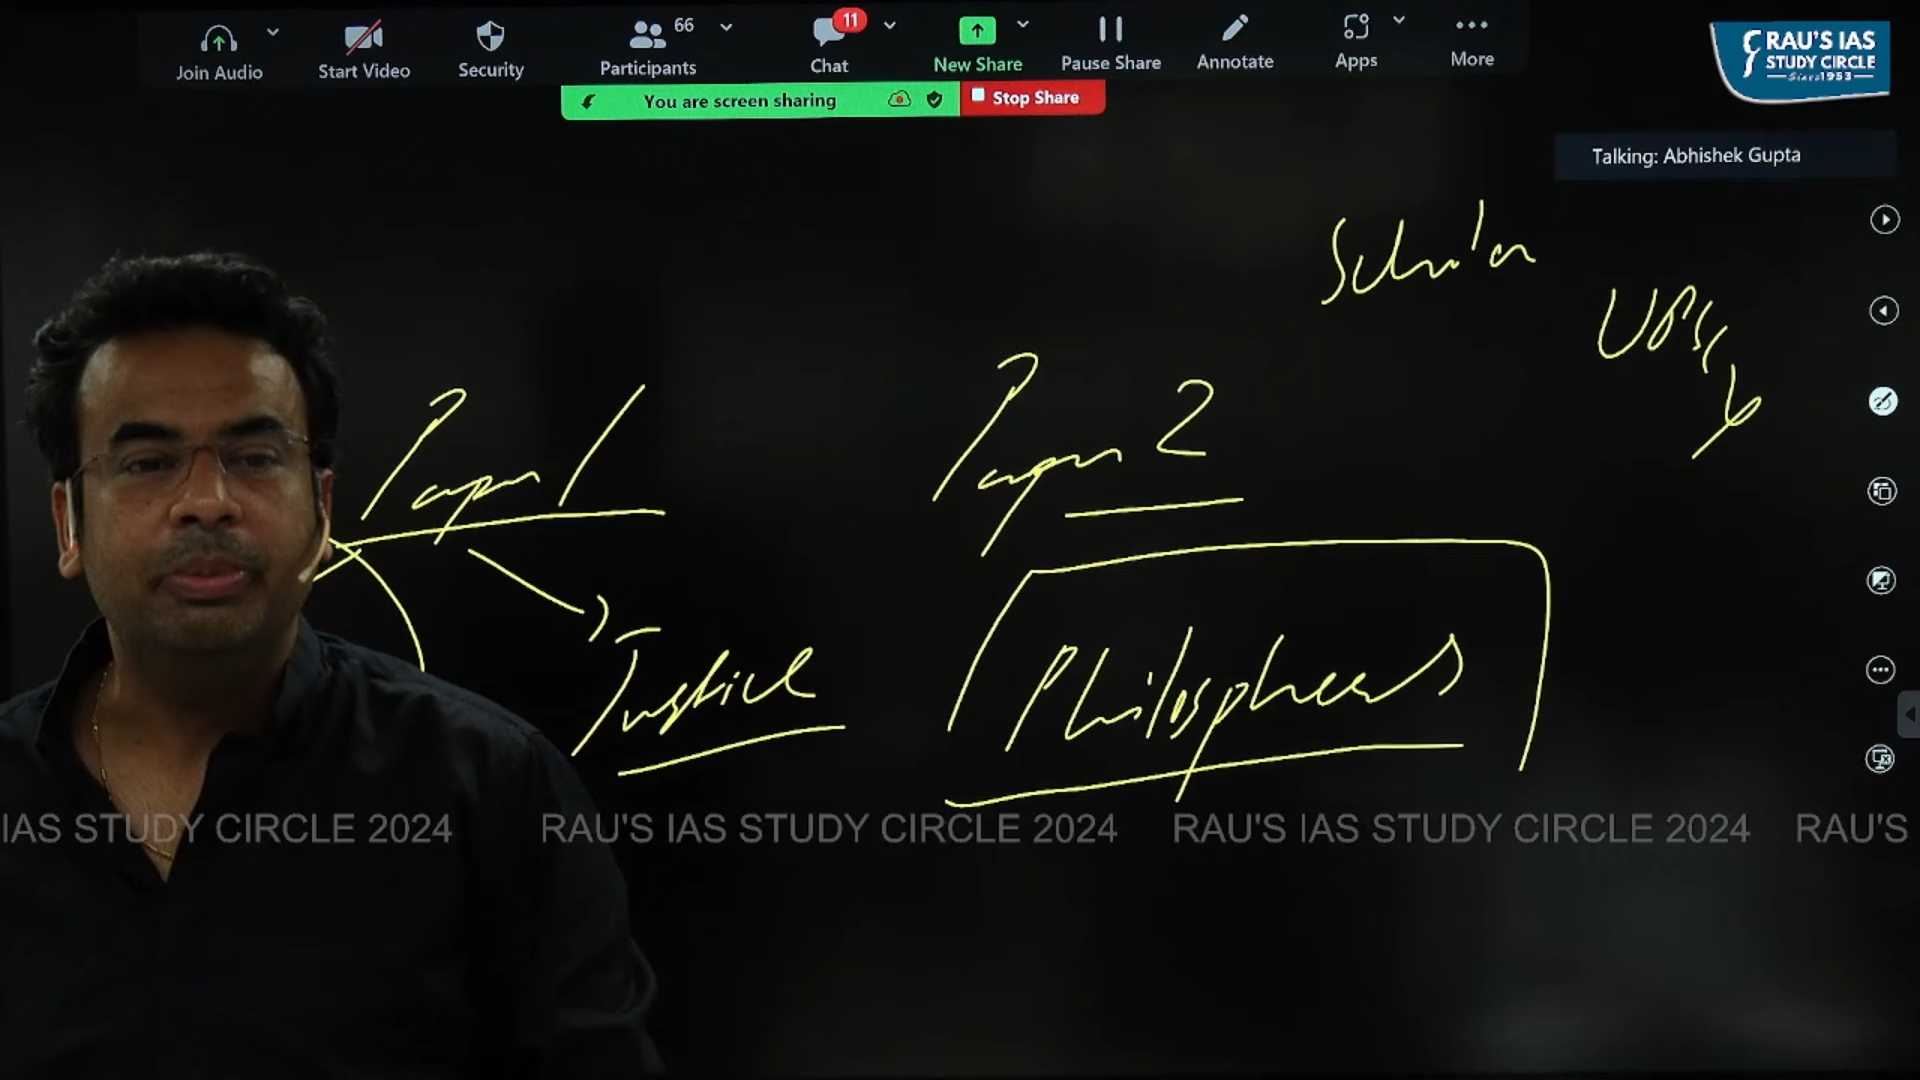 Join Audio
Start Video
Security
Participants 66
Chat 11
New Share
Pause Share
Annotate
Apps
More
RAU'S IAS
STUDY CIRCLE
Since 1953
You are screen sharing
Stop Share
Talking: Abhishek Gupta
Scholar
UPSC
Paper 1
Paper 2
Justice
Philosphers
IAS STUDY CIRCLE 2024 RAU'S IAS STUDY CIRCLE 2024 RAU'S IAS STUDY CIRCLE 2024 RAU'S